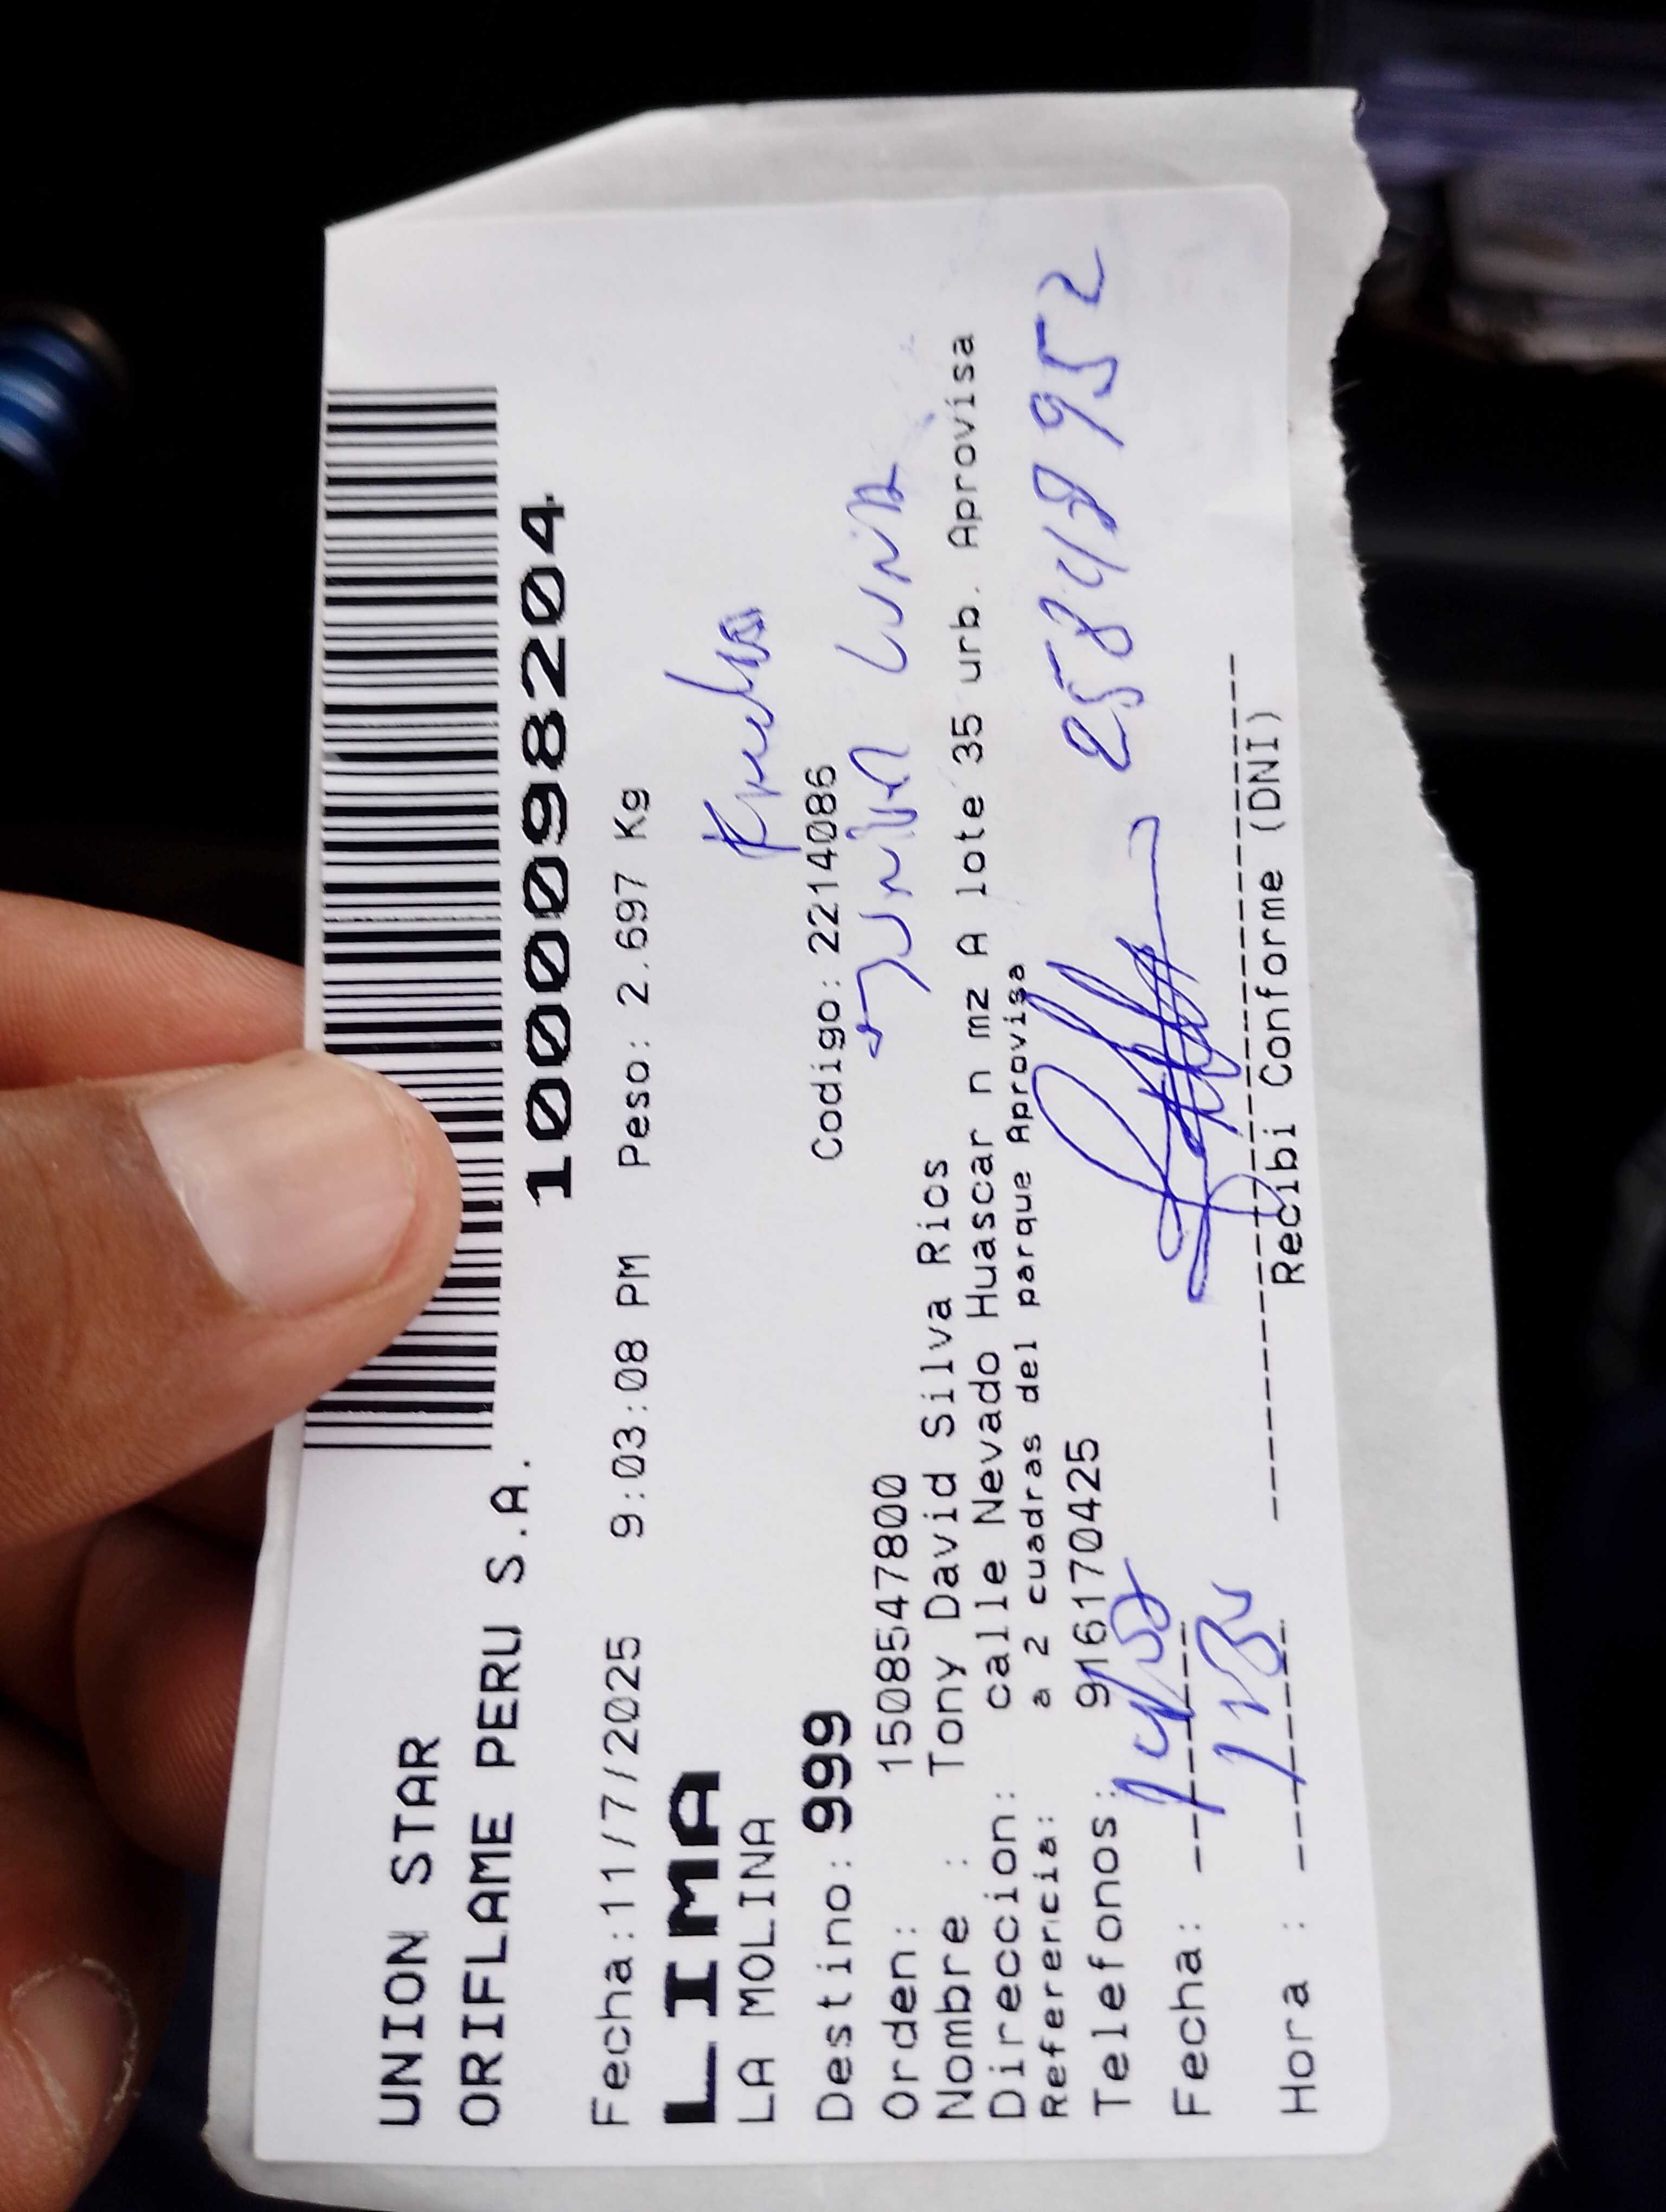 UNION STAR
ORIFLAME PERU S.A.
1000098204
Fecha:11/7/2025 9:03:08 PM Peso: 2.697 Kg
LIMA
LA MOLINA
Destino: 999 Codigo: 2214086
Orden: 1508547800
LUNA
Nombre : Tony David Silva Rios
Direccion: calle Nevado Huascar n mz A lote 35 urb. Aprovisa
Referencia: a 2 cuadras del parque Aprovisa
Telefonos: 916170425
25848952
Fecha:
Hora :
Recibi Conforme (DNI)